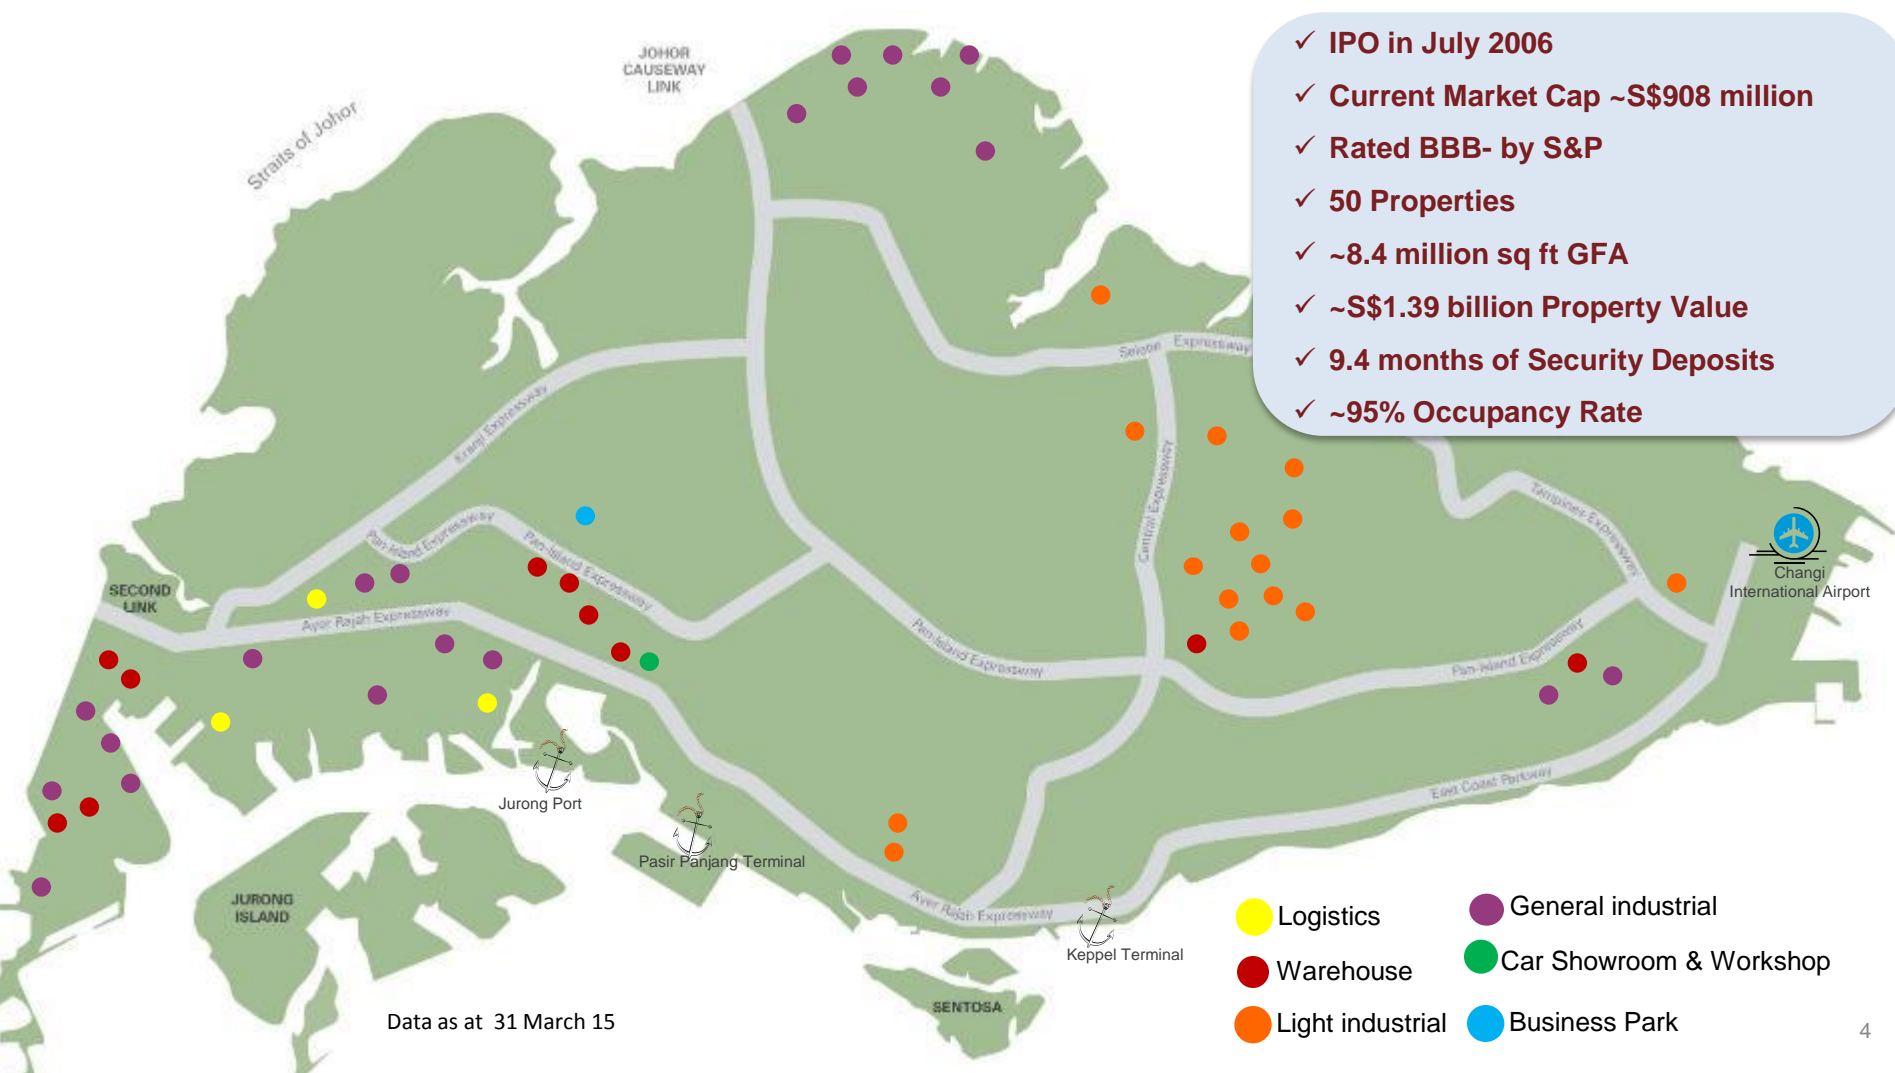 JOHOR
CAUSEWAY
LINK
Straits of Johor
✓ IPO in July 2006
✓ Current Market Cap ~S$908 million
✓ Rated BBB- by S&P
✓ 50 Properties
✓ ~8.4 million sq ft GFA
✓ ~S$1.39 billion Property Value
✓ 9.4 months of Security Deposits
✓ ~95% Occupancy Rate
Seletar Expressway
Kranji Expressway
Central Expressway
Tampines Expressway
Pan-Island Expressway
Pan-Island Expressway
Changi
International Airport
SECOND
LINK
Ayer Rajah Expressway
Pan-Island Expressway
Pan-Island Expressway
East Coast Parkway
Jurong Port
Pasir Panjang Terminal
JURONG
ISLAND
Ayer Rajah Expressway
Keppel Terminal
SENTOSA
Logistics
General industrial
Warehouse
Car Showroom & Workshop
Light industrial
Business Park
Data as at 31 March 15
4